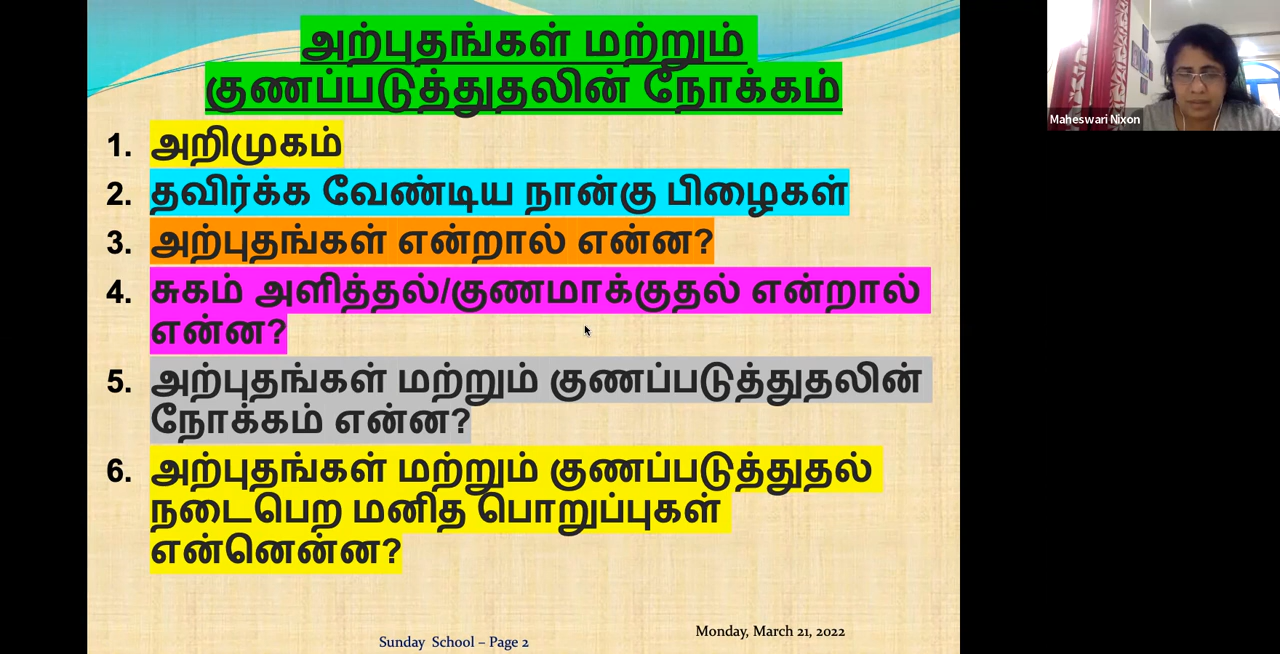 அற்புதங்கள் மற்றும்
குணப்படுத்துதலின் நோக்கம்
Maheswari Nixon
1. அறிமுகம்
2. தவிர்க்க வேண்டிய நான்கு பிழைகள்
3. அற்புதங்கள் என்றால் என்ன?
4. சுகம் அளித்தல்/குணமாக்குதல் என்றால்
என்ன?
5. அற்புதங்கள் மற்றும் குணப்படுத்துதலின்
நோக்கம் என்ன?
6. அற்புதங்கள் மற்றும் குணப்படுத்துதல்
நடைபெற மனித பொறுப்புகள்
என்னென்ன?
Monday, March 21, 2022
Sunday School – Page 2